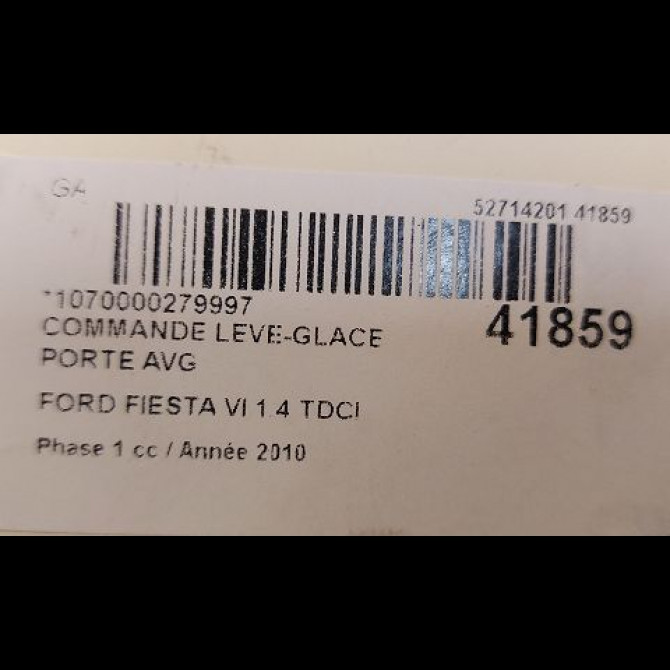 GA
52714201 41859
*1070000279997
41859
COMMANDE LEVE-GLACE
PORTE AVG
FORD FIESTA VI 1.4 TDCI
Phase 1 cc / Année 2010